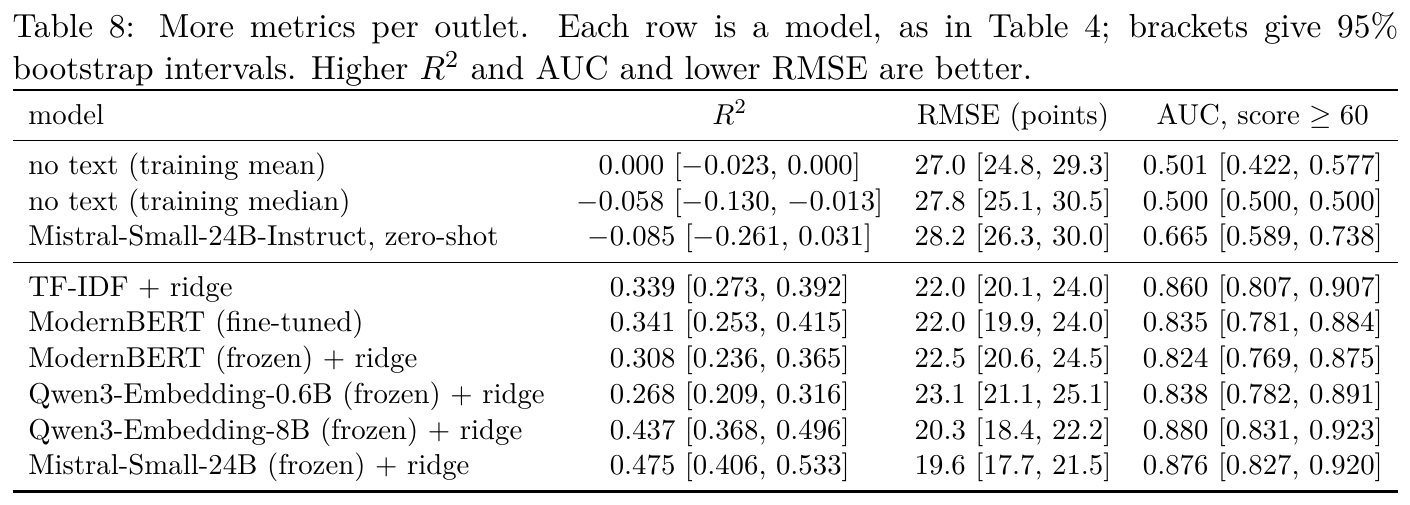 Table 8: More metrics per outlet. Each row is a model, as in Table 4; brackets give 95%
bootstrap intervals. Higher R² and AUC and lower RMSE are better.
model R² RMSE (points) AUC, score ≥ 60
no text (training mean) 0.000 [−0.023, 0.000] 27.0 [24.8, 29.3] 0.501 [0.422, 0.577]
no text (training median) −0.058 [−0.130, −0.013] 27.8 [25.1, 30.5] 0.500 [0.500, 0.500]
Mistral-Small-24B-Instruct, zero-shot −0.085 [−0.261, 0.031] 28.2 [26.3, 30.0] 0.665 [0.589, 0.738]
TF-IDF + ridge 0.339 [0.273, 0.392] 22.0 [20.1, 24.0] 0.860 [0.807, 0.907]
ModernBERT (fine-tuned) 0.341 [0.253, 0.415] 22.0 [19.9, 24.0] 0.835 [0.781, 0.884]
ModernBERT (frozen) + ridge 0.308 [0.236, 0.365] 22.5 [20.6, 24.5] 0.824 [0.769, 0.875]
Qwen3-Embedding-0.6B (frozen) + ridge 0.268 [0.209, 0.316] 23.1 [21.1, 25.1] 0.838 [0.782, 0.891]
Qwen3-Embedding-8B (frozen) + ridge 0.437 [0.368, 0.496] 20.3 [18.4, 22.2] 0.880 [0.831, 0.923]
Mistral-Small-24B (frozen) + ridge 0.475 [0.406, 0.533] 19.6 [17.7, 21.5] 0.876 [0.827, 0.920]